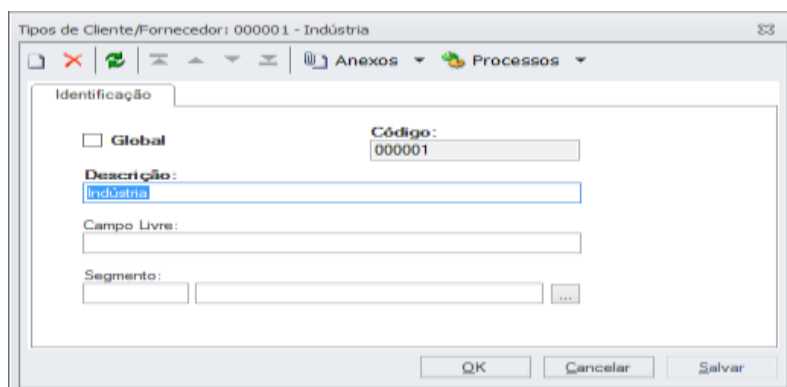 Tipos de Cliente/Fornecedor: 000001 - Indústria
Anexos Processos
Identificação
Global Código:
000001
Descrição:
Indústria
Campo Livre:
Segmento:
...
OK Cancelar Salvar